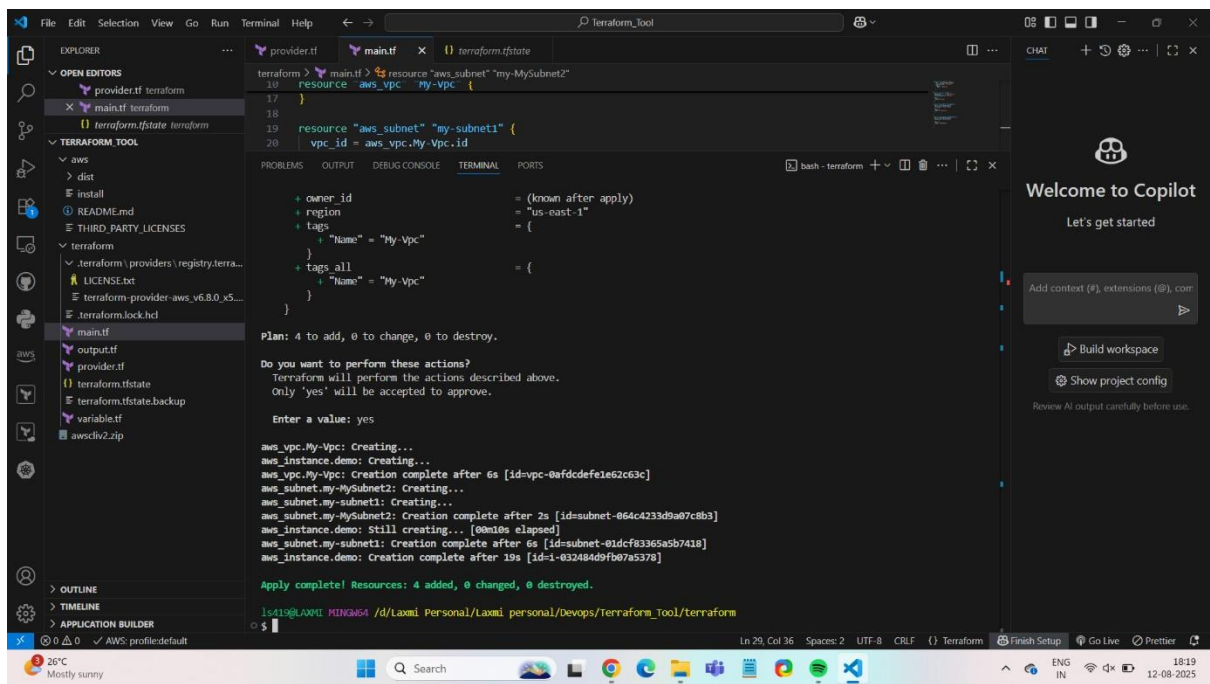 File Edit Selection View Go Run Terminal Help
Terraform_Tool
EXPLORER
OPEN EDITORS
provider.tf terraform
main.tf terraform
terraform.tfstate terraform
TERRAFORM_TOOL
aws
dist
install
README.md
THIRD_PARTY_LICENSES
terraform
.terraform \ providers \ registry.terra...
LICENSE.txt
terraform-provider-aws_v6.8.0_x5....
.terraform.lock.hcl
main.tf
output.tf
provider.tf
terraform.tfstate
terraform.tfstate.backup
variable.tf
awscliv2.zip
OUTLINE
TIMELINE
APPLICATION BUILDER
provider.tf main.tf terraform.tfstate
terraform > main.tf > resource "aws_subnet" "my-MySubnet2"
resource "aws_vpc" "My-Vpc" {
17 }
18
19 resource "aws_subnet" "my-subnet1" {
20 vpc_id = aws_vpc.My-Vpc.id
PROBLEMS OUTPUT DEBUG CONSOLE TERMINAL PORTS
bash - terraform
+ owner_id = (known after apply)
+ region = "us-east-1"
+ tags = {
+ "Name" = "My-Vpc"
}
+ tags_all = {
+ "Name" = "My-Vpc"
}
}
Plan: 4 to add, 0 to change, 0 to destroy.
Do you want to perform these actions?
Terraform will perform the actions described above.
Only 'yes' will be accepted to approve.
Enter a value: yes
aws_vpc.My-Vpc: Creating...
aws_instance.demo: Creating...
aws_vpc.My-Vpc: Creation complete after 6s [id=vpc-0afdcdefe1e62c63c]
aws_subnet.my-MySubnet2: Creating...
aws_subnet.my-subnet1: Creating...
aws_subnet.my-MySubnet2: Creation complete after 2s [id=subnet-064c4233d9a07c8b3]
aws_instance.demo: Still creating... [00m10s elapsed]
aws_subnet.my-subnet1: Creation complete after 6s [id=subnet-01dcf83365a5b7418]
aws_instance.demo: Creation complete after 19s [id=i-032484d9fb07a5378]
Apply complete! Resources: 4 added, 0 changed, 0 destroyed.
ls419@LAXMI MINGW64 /d/Laxmi Personal/Laxmi personal/Devops/Terraform_Tool/terraform
$
CHAT
Welcome to Copilot
Let's get started
Add context (#), extensions (@), com
Build workspace
Show project config
Review AI output carefully before use.
0 0 AWS: profile:default
Ln 29, Col 36 Spaces: 2 UTF-8 CRLF {} Terraform Finish Setup Go Live Prettier
3
26°C
Mostly sunny
Search
ENG
IN
18:19
12-08-2025